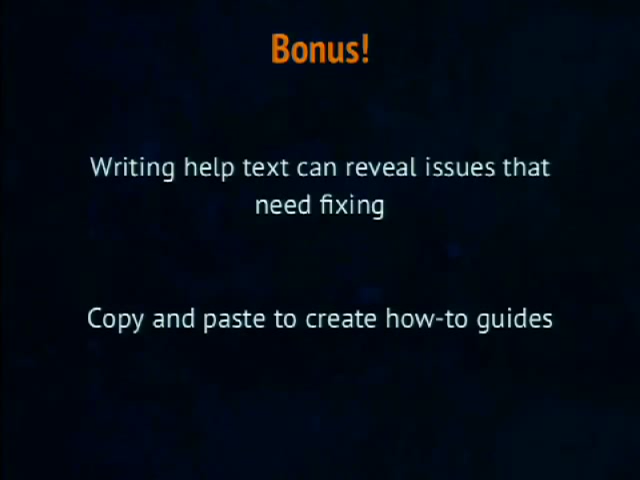 Bonus!
Writing help text can reveal issues that
need fixing
Copy and paste to create how-to guides